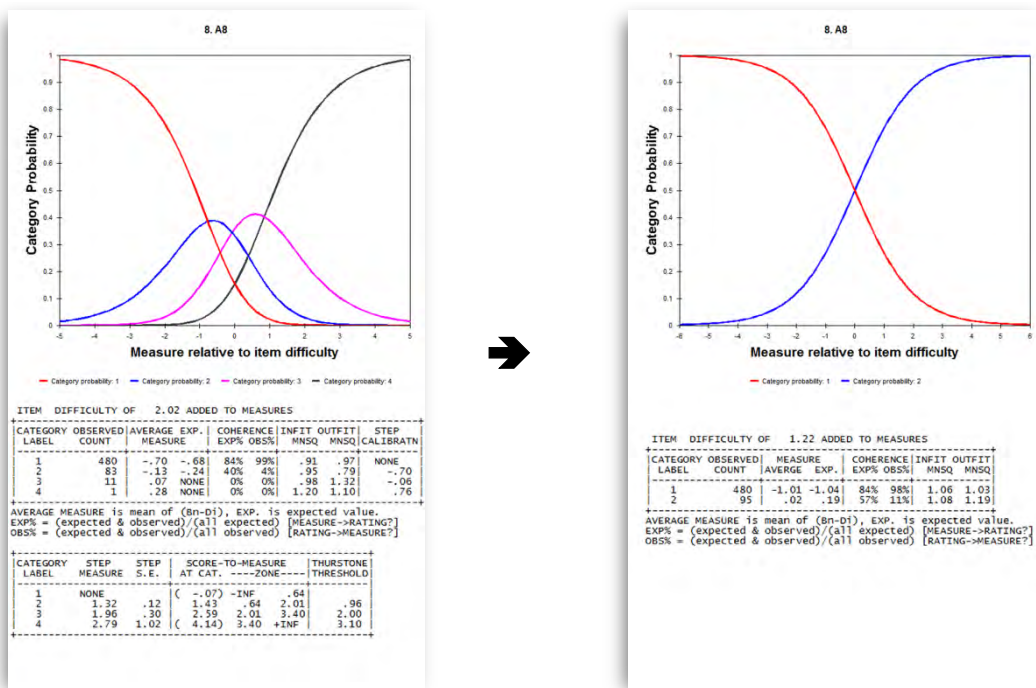 8. A8
Category Probability
1
0.9
0.8
0.7
0.6
0.5
0.4
0.3
0.2
0.1
0
-5 -4 -3 -2 -1 0 1 2 3 4 5
Measure relative to item difficulty
Category probability: 1 Category probability: 2 Category probability: 3 Category probability: 4
ITEM DIFFICULTY OF 2.02 ADDED TO MEASURES
|CATEGORY OBSERVED|AVERAGE EXP.| COHERENCE|INFIT OUTFIT| STEP
| LABEL COUNT | MEASURE | EXP% OBS%| MNSQ MNSQ|CALIBRATN|
| 1 480 | -.70 -.68| 84% 99%| .91 .97| NONE
| 2 83 | -.13 -.24| 40% 4%| .95 .79| -.70
| 3 11 | .07 NONE| 0% 0%| .98 1.32| -.06
| 4 1 | .28 NONE| 0% 0%| 1.20 1.10| .76
AVERAGE MEASURE is mean of (Bn-Di), EXP. is expected value.
EXP% = (expected & observed)/(all expected) [MEASURE->RATING?]
OBS% = (expected & observed)/(all observed) [RATING->MEASURE?]
|CATEGORY STEP STEP | SCORE-TO-MEASURE |THURSTONE|
| LABEL MEASURE S.E. | AT CAT. ----ZONE----|THRESHOLD|
| 1 NONE |( -.07) -INF .64|
| 2 1.32 .12| 1.43 .64 2.01| .96
| 3 1.96 .30| 2.59 2.01 3.40| 2.00
| 4 2.79 1.02 |( 4.14) 3.40 +INF | 3.10
8. A8
Category Probability
1
0.9
0.8
0.7
0.6
0.5
0.4
0.3
0.2
0.1
0
-6 -5 -4 -3 -2 -1 0 1 2 3 4 5 6
Measure relative to item difficulty
Category probability: 1 Category probability: 2
ITEM DIFFICULTY OF 1.22 ADDED TO MEASURES
|CATEGORY OBSERVED| MEASURE | COHERENCE|INFIT OUTFIT|
| LABEL COUNT |AVERGE EXP.| EXP% OBS%| MNSQ MNSQ|
| 1 480 | -1.01 -1.04| 84% 98%| 1.06 1.03|
| 2 95 | .02 .19| 57% 11%| 1.08 1.19|
AVERAGE MEASURE is mean of (Bn-Di), EXP. is expected value.
EXP% = (expected & observed)/(all expected) [MEASURE->RATING?]
OBS% = (expected & observed)/(all observed) [RATING->MEASURE?]